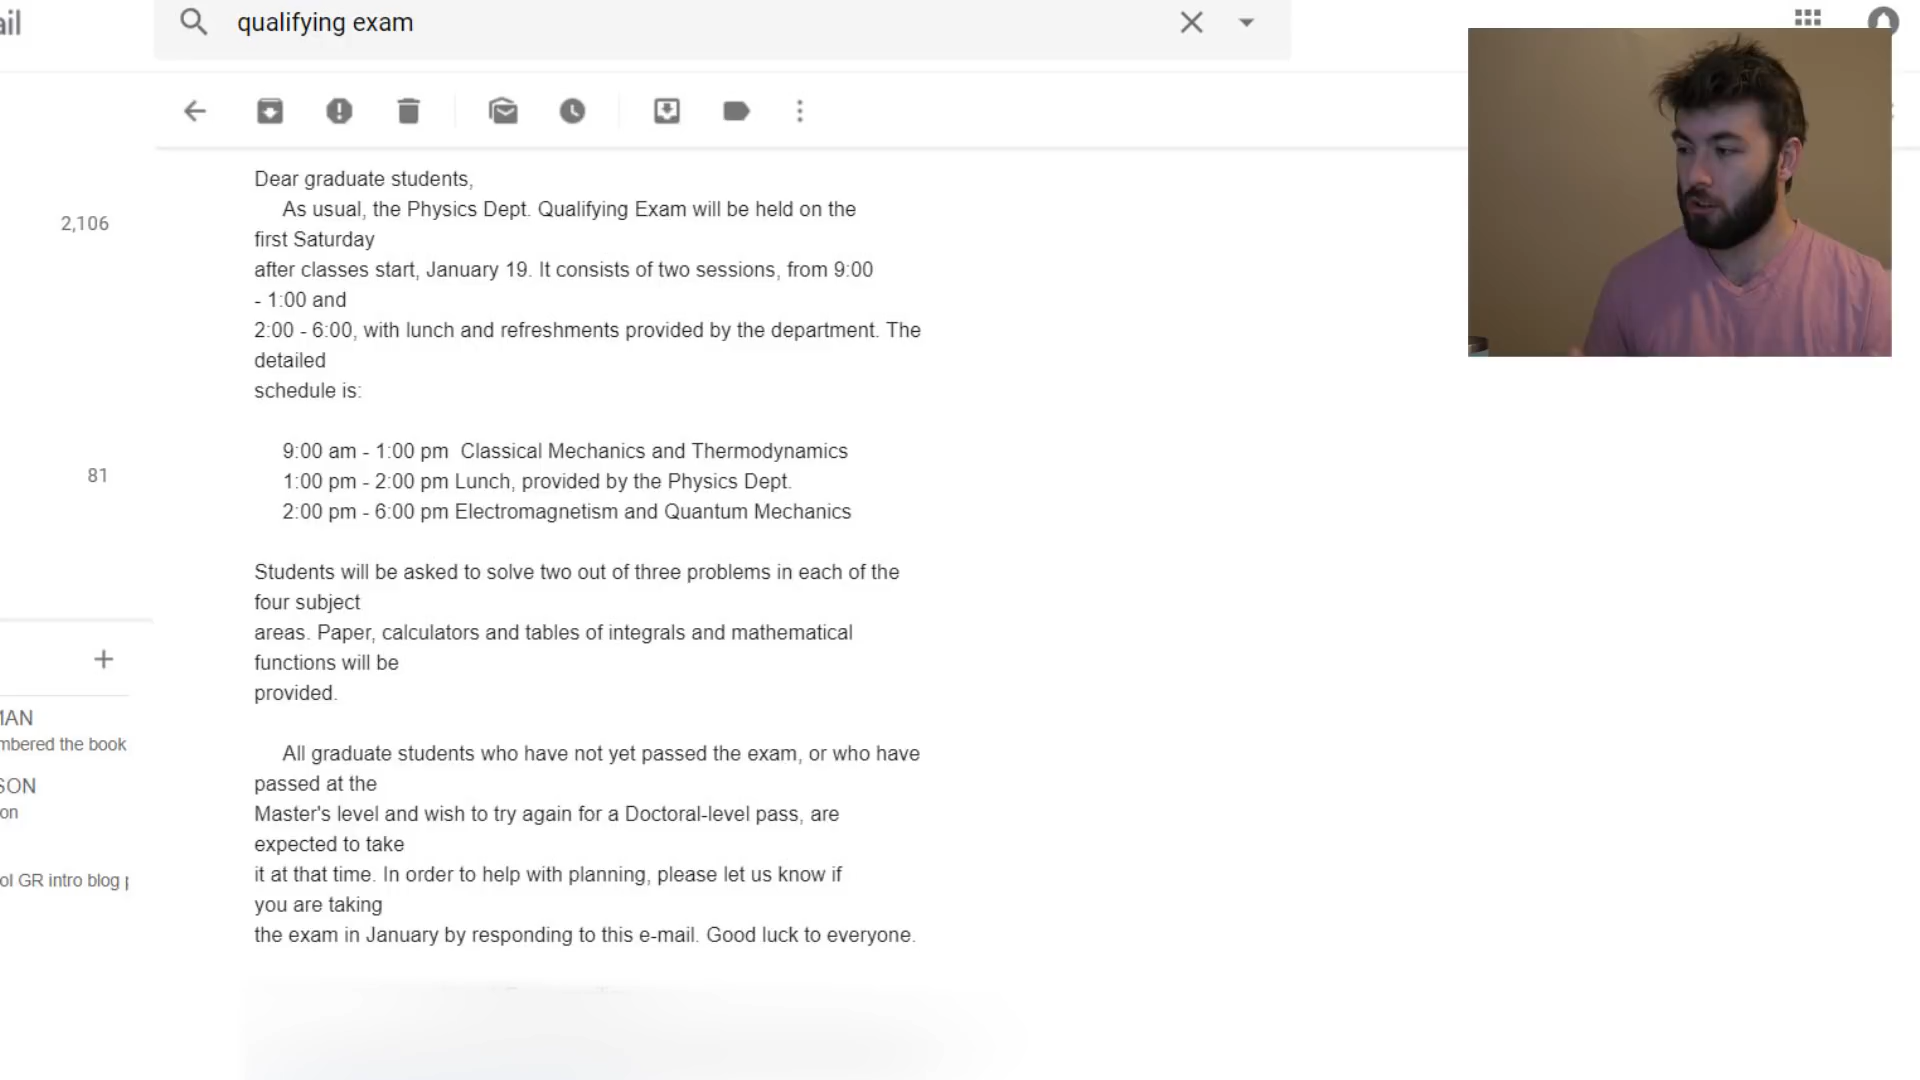 ail
qualifying exam
2,106
81
MAN
mbered the book
SON
on
ol GR intro blog
Dear graduate students,
As usual, the Physics Dept. Qualifying Exam will be held on the
first Saturday
after classes start, January 19. It consists of two sessions, from 9:00
- 1:00 and
2:00 - 6:00, with lunch and refreshments provided by the department. The
detailed
schedule is:
9:00 am - 1:00 pm  Classical Mechanics and Thermodynamics
1:00 pm - 2:00 pm Lunch, provided by the Physics Dept.
2:00 pm - 6:00 pm Electromagnetism and Quantum Mechanics
Students will be asked to solve two out of three problems in each of the
four subject
areas. Paper, calculators and tables of integrals and mathematical
functions will be
provided.
All graduate students who have not yet passed the exam, or who have
passed at the
Master's level and wish to try again for a Doctoral-level pass, are
expected to take
it at that time. In order to help with planning, please let us know if
you are taking
the exam in January by responding to this e-mail. Good luck to everyone.